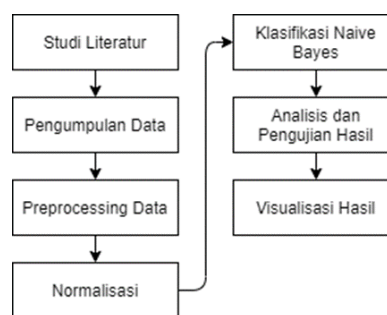 Studi Literatur
Pengumpulan Data
Preprocessing Data
Normalisasi
Klasifikasi Naive
Bayes
Analisis dan
Pengujian Hasil
Visualisasi Hasil